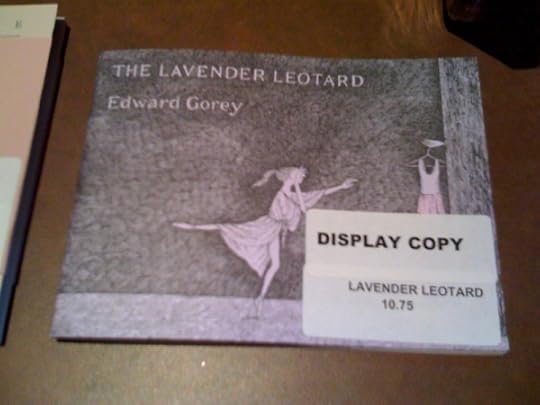 THE LAVENDER LEOTARD
Edward Gorey
DISPLAY COPY
LAVENDER LEOTARD
10.75